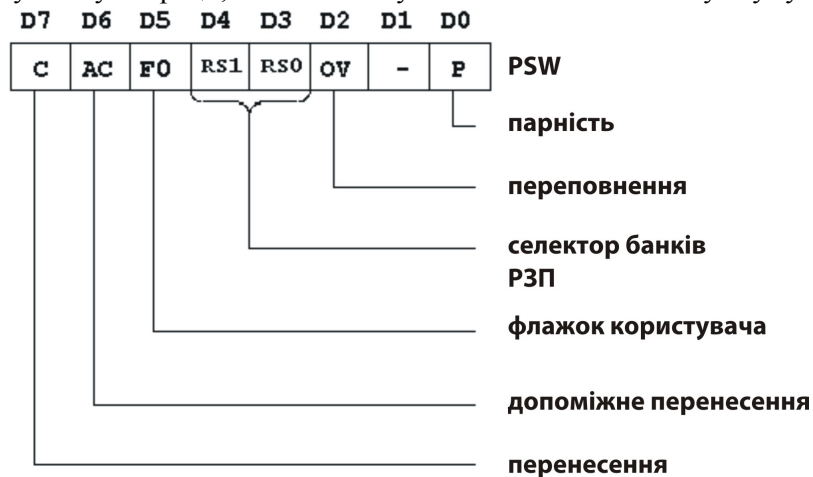 D7 D6 D5 D4 D3 D2 D1 D0
C AC F0 RS1 RS0 OV - P PSW
парність
переповнення
селектор банків
РЗП
флажок користувача
допоміжне перенесення
перенесення